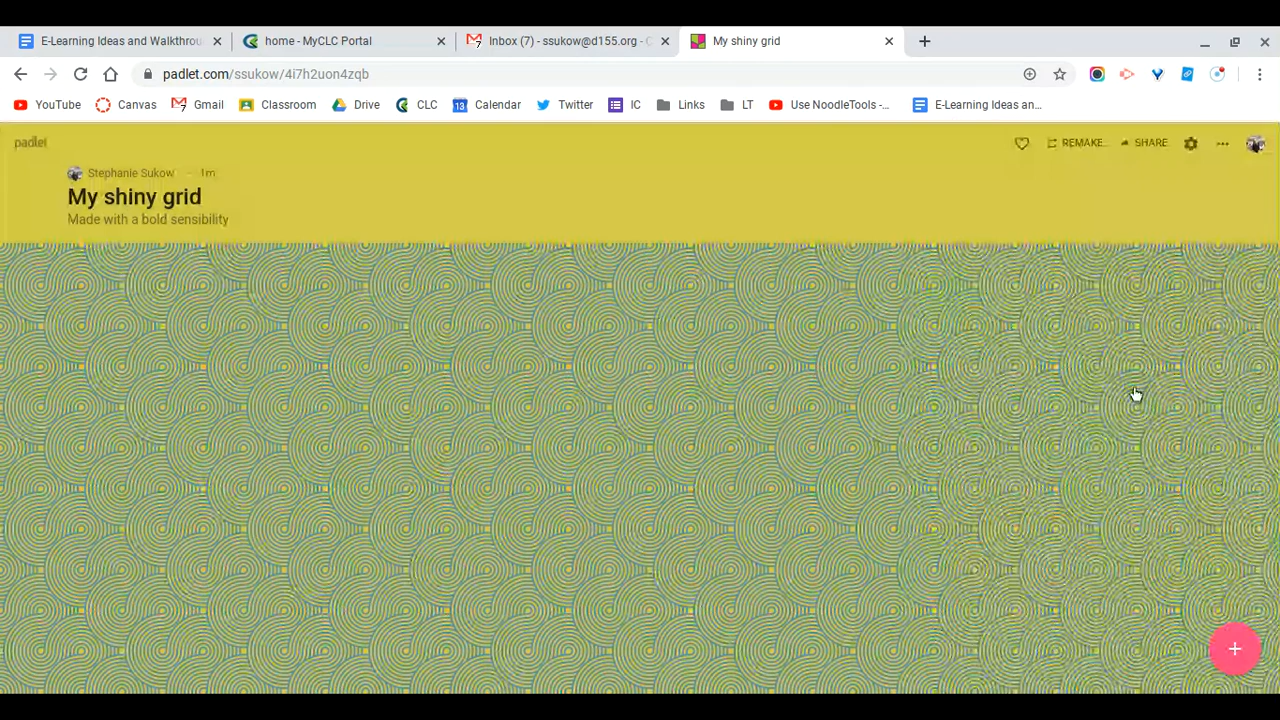 E-Learning Ideas and Walkthrou
home - MyCLC Portal
Inbox (7) - ssukow@d155.org - C
My shiny grid
padlet.com/ssukow/4i7h2uon4zqb
YouTube
Canvas
Gmail
Classroom
Drive
CLC
13
Calendar
Twitter
IC
Links
LT
Use NoodleTools -...
E-Learning Ideas an...
padlet
REMAKE
SHARE
Stephanie Sukow
1m
My shiny grid
Made with a bold sensibility